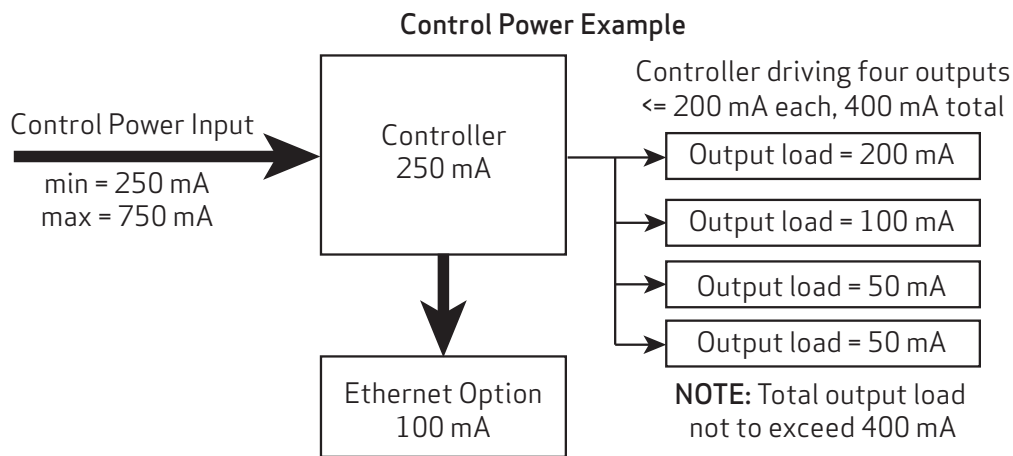 Control Power Example
Control Power Input
min = 250 mA
max = 750 mA
Controller
250 mA
Ethernet Option
100 mA
Controller driving four outputs
<= 200 mA each, 400 mA total
Output load = 200 mA
Output load = 100 mA
Output load = 50 mA
Output load = 50 mA
NOTE: Total output load
not to exceed 400 mA